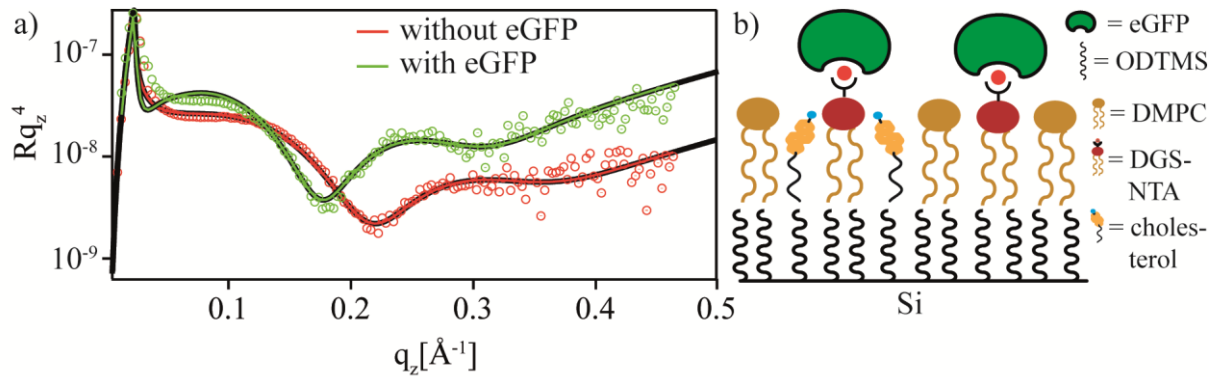 a)
without eGFP
with eGFP
10⁻⁷
10⁻⁸
10⁻⁹
Rq_z⁴
0.1 0.2 0.3 0.4 0.5
q_z[Å⁻¹]
b)
= eGFP
= ODTMS
= DMPC
= DGS-
NTA
= choles-
terol
Si